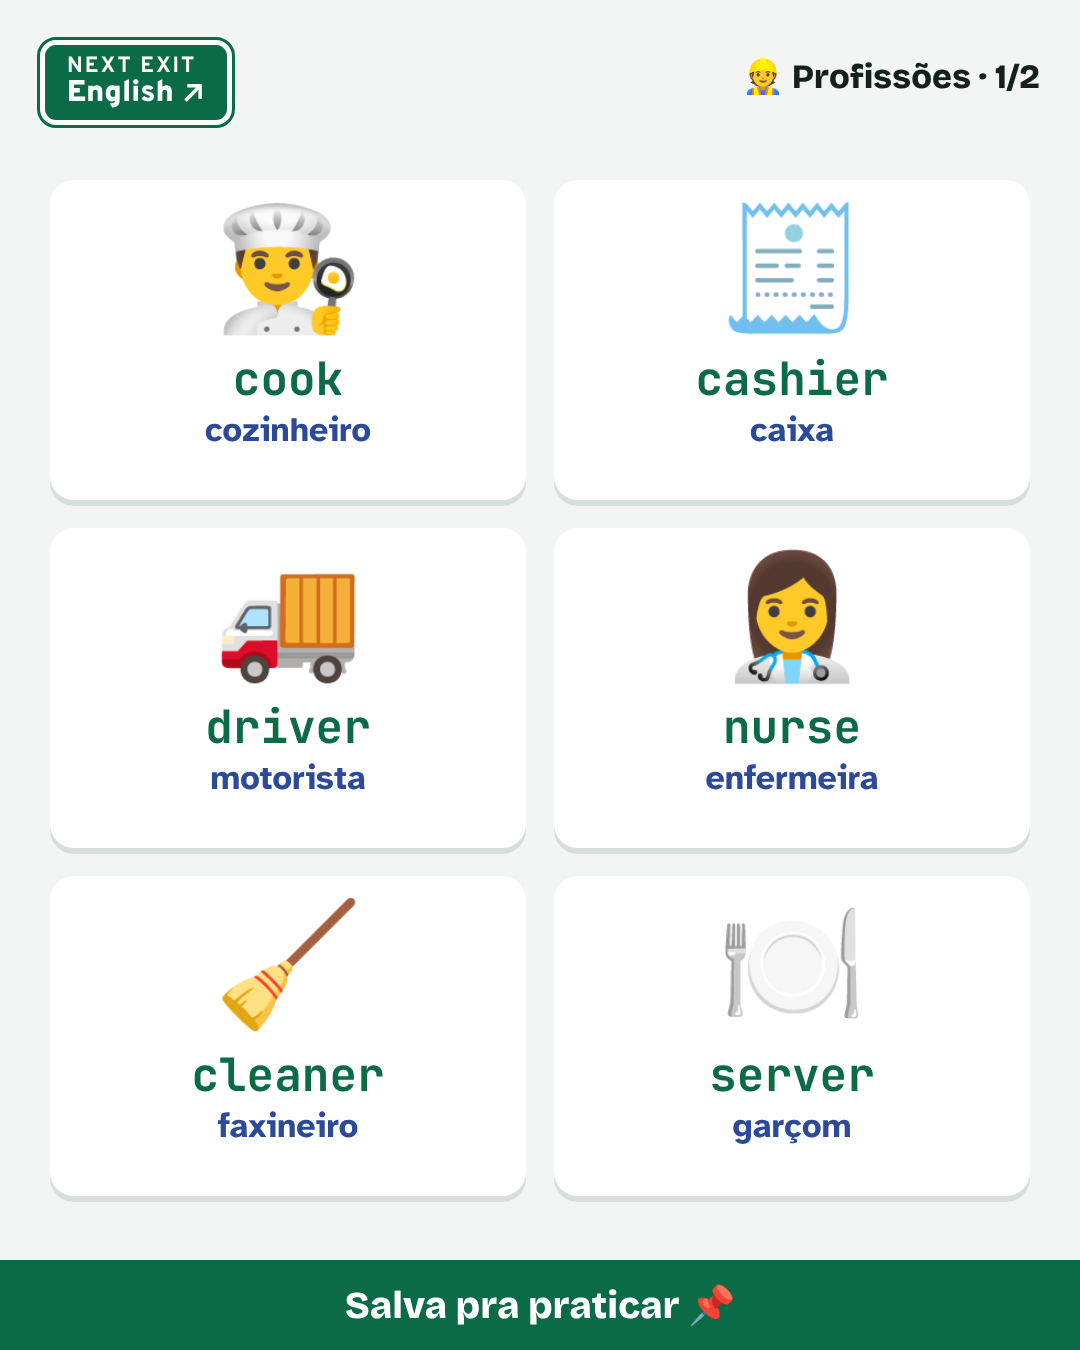 NEXT EXIT
English ↗
Profissões · 1/2
cook
cozinheiro
cashier
caixa
driver
motorista
nurse
enfermeira
cleaner
faxineiro
server
garçom
Salva pra praticar